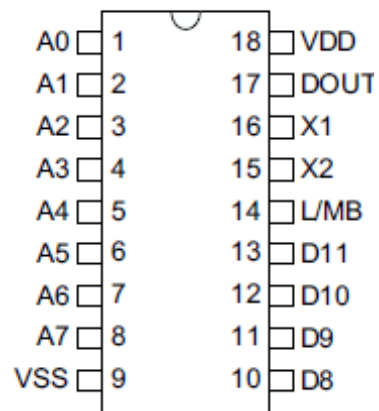 A0 1 18 VDD
A1 2 17 DOUT
A2 3 16 X1
A3 4 15 X2
A4 5 14 L/MB
A5 6 13 D11
A6 7 12 D10
A7 8 11 D9
VSS 9 10 D8